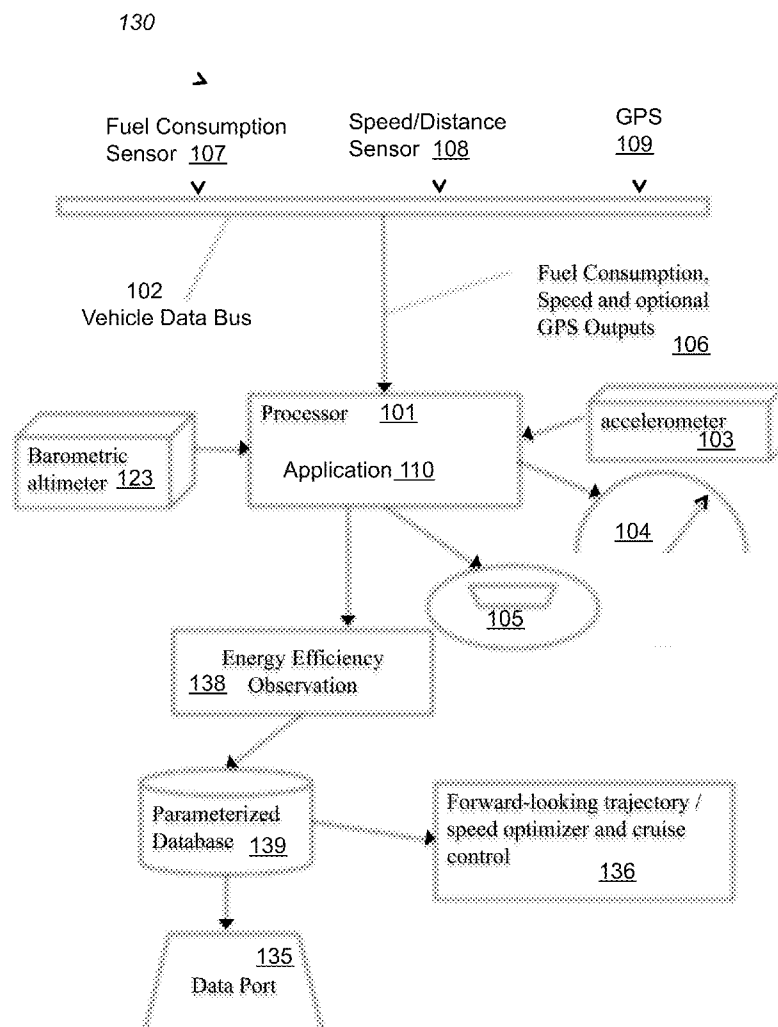 130
Fuel Consumption
Sensor 107
Speed/Distance
Sensor 108
GPS
109
102
Vehicle Data Bus
Fuel Consumption,
Speed and optional
GPS Outputs
106
Processor 101
Application 110
accelerometer
103
Barometric
altimeter 123
104
105
Energy Efficiency
138 Observation
Parameterized
Database 139
Forward-looking trajectory /
speed optimizer and cruise
control
136
135
Data Port